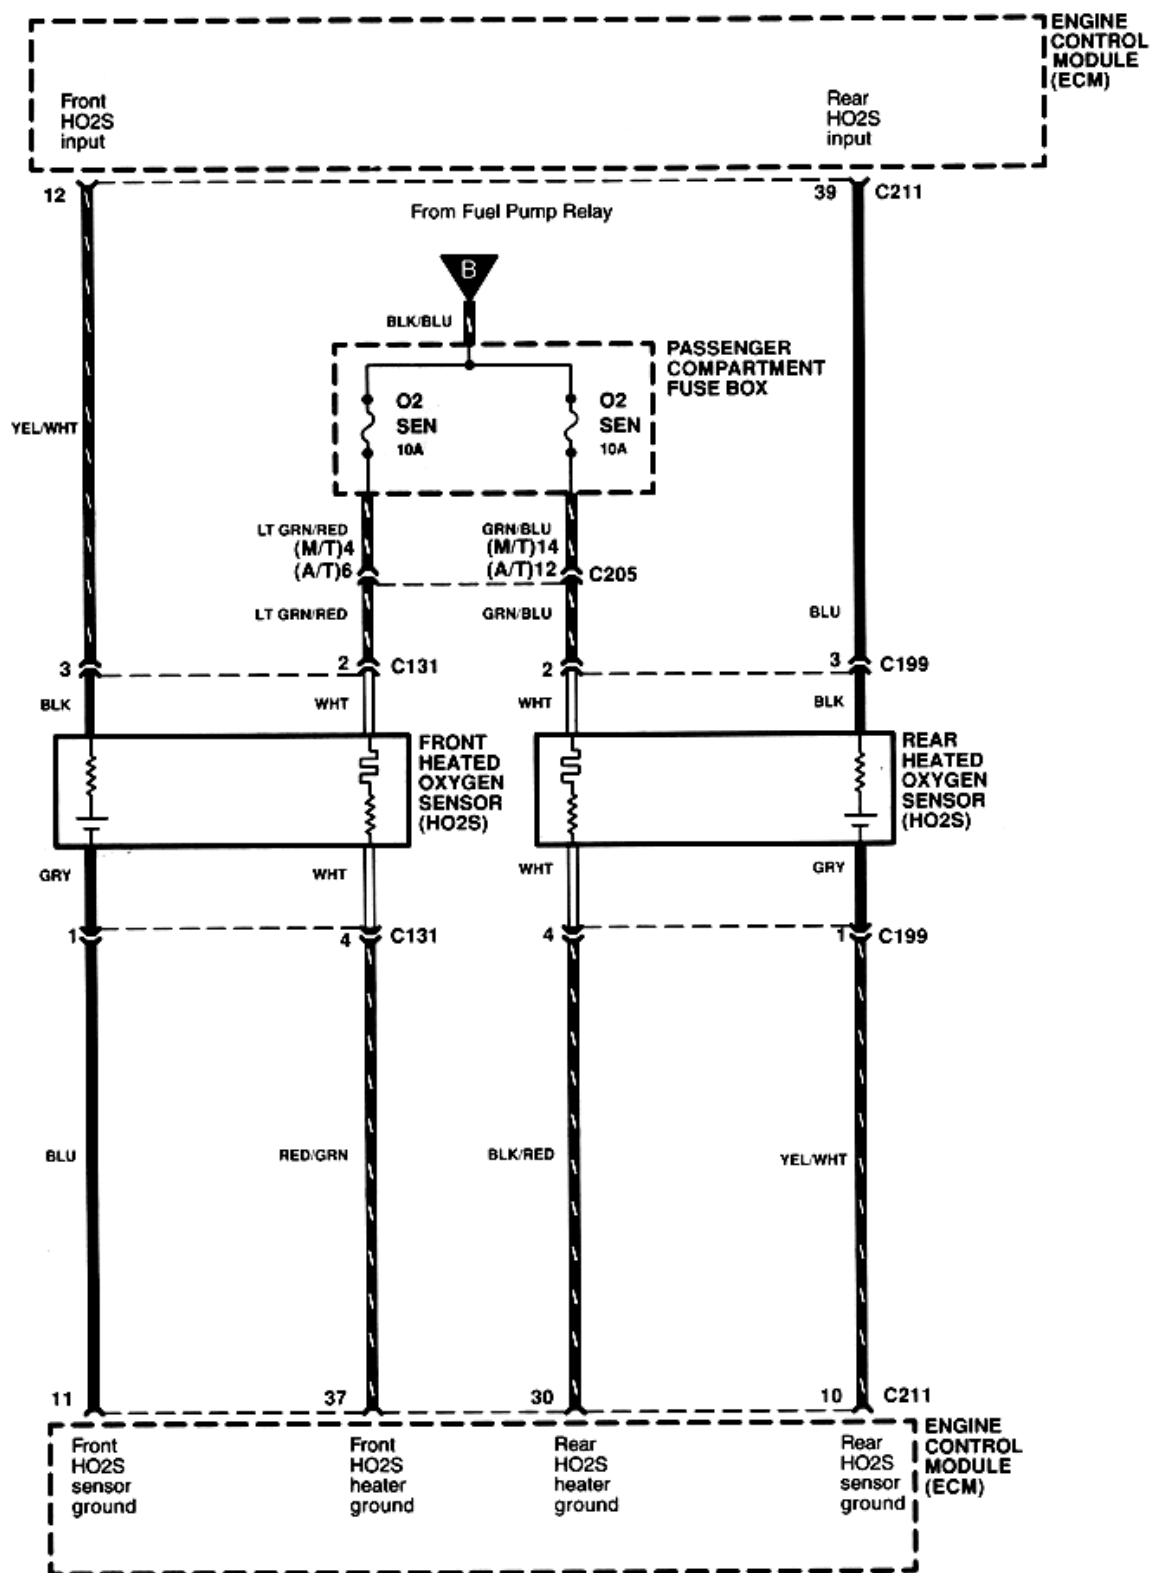 ENGINE
CONTROL
MODULE
(ECM)
Front
HO2S
input
Rear
HO2S
input
12
39
C211
From Fuel Pump Relay
B
BLK/BLU
PASSENGER
COMPARTMENT
FUSE BOX
O2
SEN
10A
O2
SEN
10A
YEL/WHT
LT GRN/RED
(M/T)4
(A/T)6
GRN/BLU
(M/T)14
(A/T)12
C205
LT GRN/RED
GRN/BLU
BLU
3
2
C131
2
3
C199
BLK
WHT
WHT
BLK
FRONT
HEATED
OXYGEN
SENSOR
(HO2S)
REAR
HEATED
OXYGEN
SENSOR
(HO2S)
GRY
WHT
WHT
GRY
1
4
C131
4
1
C199
BLU
RED/GRN
BLK/RED
YEL/WHT
11
37
30
10
C211
Front
HO2S
sensor
ground
Front
HO2S
heater
ground
Rear
HO2S
heater
ground
Rear
HO2S
sensor
ground
ENGINE
CONTROL
MODULE
(ECM)